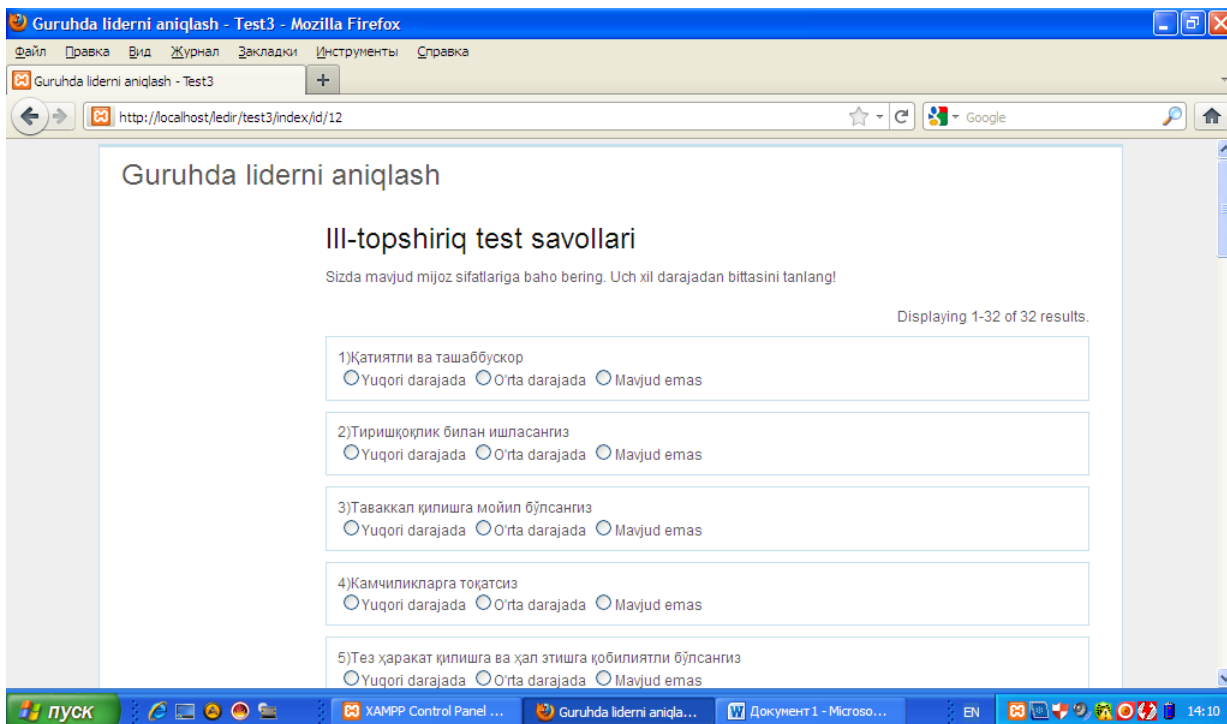 Guruhda liderni aniqlash - Test3 - Mozilla Firefox
Файл Правка Вид Журнал Закладки Инструменты Справка
Guruhda liderni aniqlash - Test3
http://localhost/ledir/test3/index/id/12
Google
Guruhda liderni aniqlash
III-topshiriq test savollari
Sizda mavjud mijoz sifatlariga baho bering. Uch xil darajadan bittasini tanlang!
Displaying 1-32 of 32 results.
1)Қатиятли ва ташаббускор
Yuqori darajada O'rta darajada Mavjud emas
2)Тиришқоқлик билан ишласангиз
Yuqori darajada O'rta darajada Mavjud emas
3)Таваккал қилишга мойил бўлсангиз
Yuqori darajada O'rta darajada Mavjud emas
4)Камчиликларга тоқатсиз
Yuqori darajada O'rta darajada Mavjud emas
5)Тез ҳаракат қилишга ва ҳал этишга қобилиятли бўлсангиз
Yuqori darajada O'rta darajada Mavjud emas
пуск XAMPP Control Panel ... Guruhda liderni aniqla... Документ1 - Microso... EN 14:10